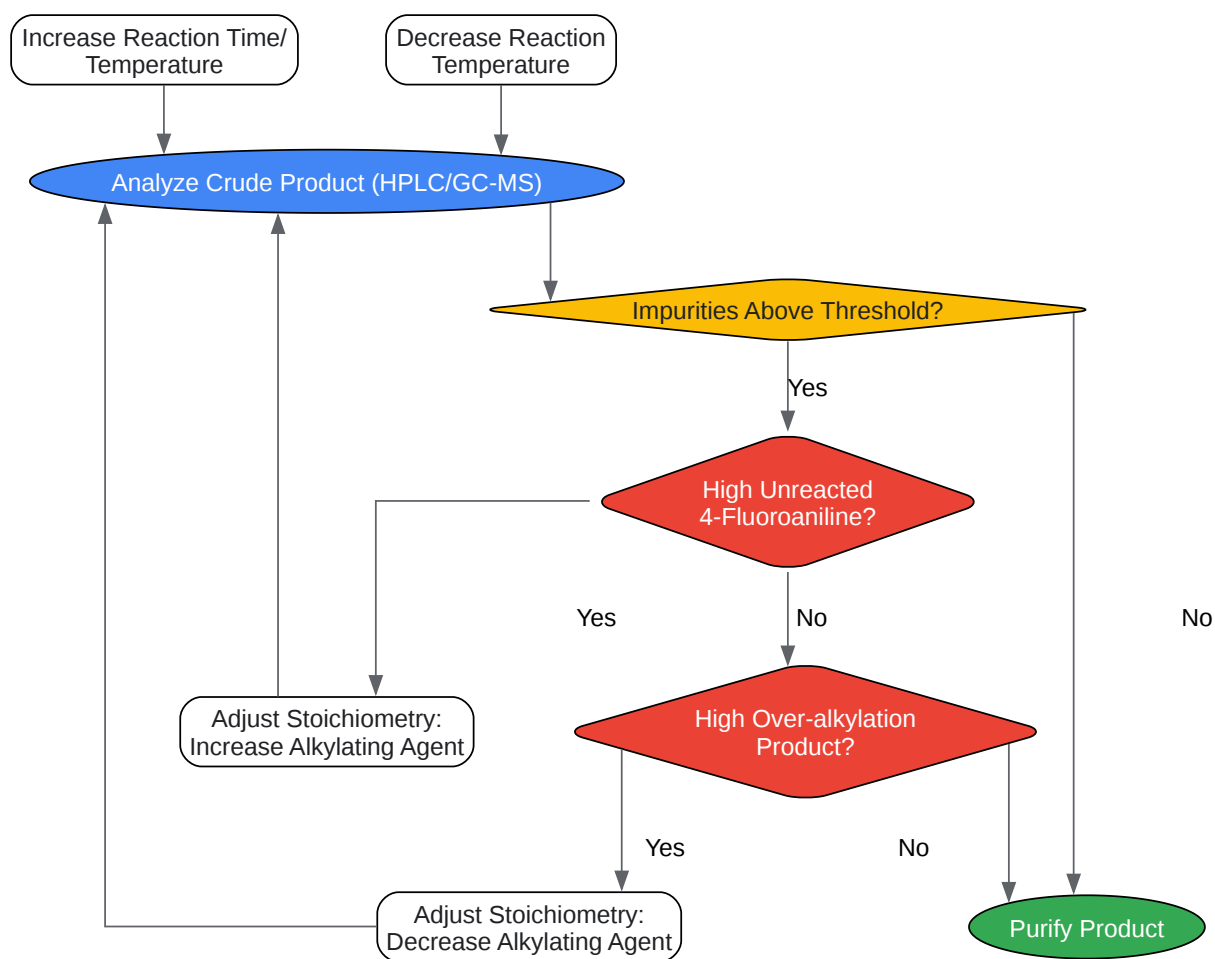 Increase Reaction Time/
Temperature
Decrease Reaction
Temperature
Analyze Crude Product (HPLC/GC-MS)
Impurities Above Threshold?
Yes
High Unreacted
4-Fluoroaniline?
Yes
No
No
Adjust Stoichiometry:
Increase Alkylating Agent
High Over-alkylation
Product?
Yes
No
Adjust Stoichiometry:
Decrease Alkylating Agent
Purify Product